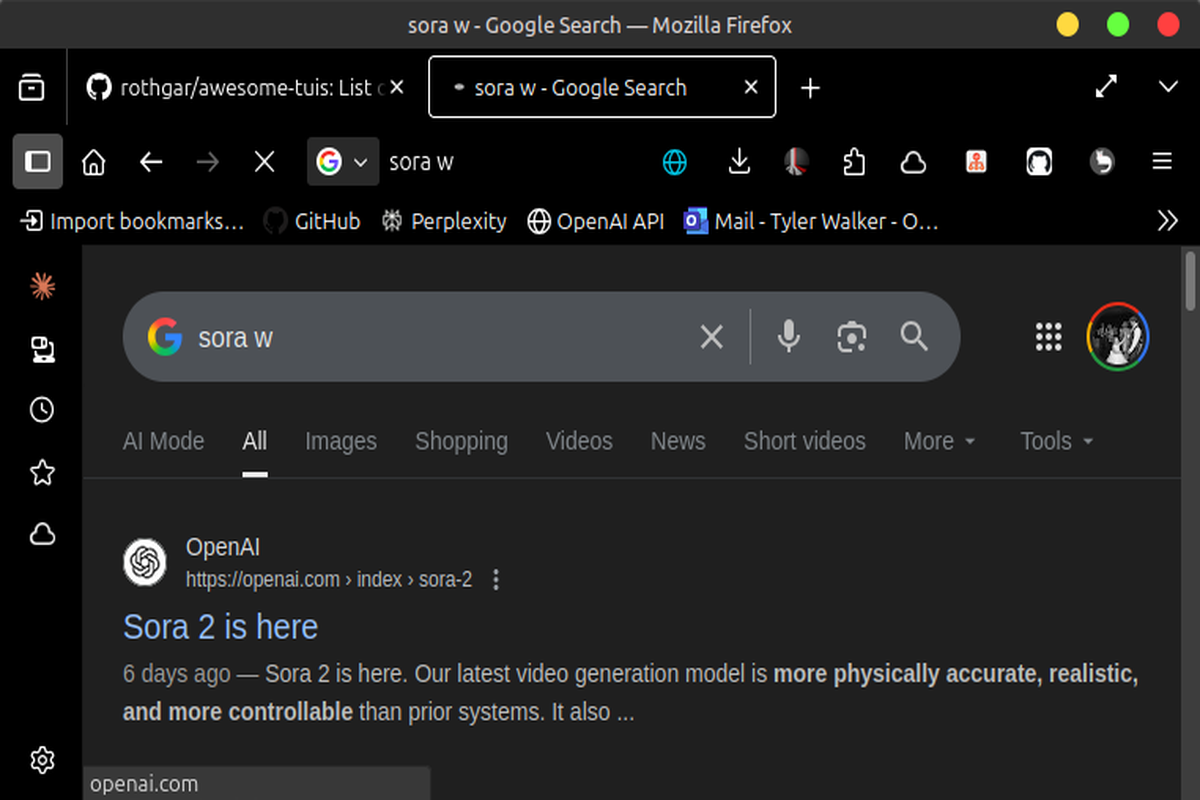 sora w - Google Search — Mozilla Firefox
rothgar/awesome-tuis: List
sora w - Google Search
sora w
Import bookmarks…
GitHub
Perplexity
OpenAI API
Mail - Tyler Walker - O…
sora w
AI Mode
All
Images
Shopping
Videos
News
Short videos
More
Tools
OpenAI
https://openai.com › index › sora-2
Sora 2 is here
6 days ago — Sora 2 is here. Our latest video generation model is more physically accurate, realistic,
and more controllable than prior systems. It also ...
openai.com